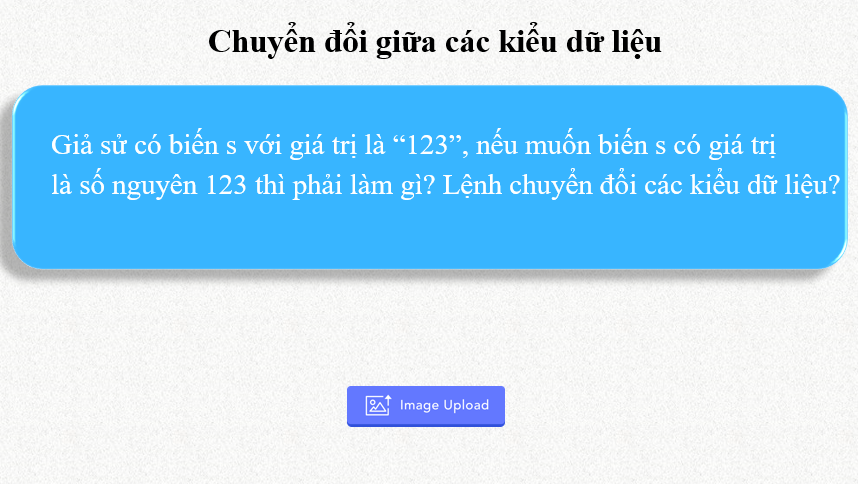 Chuyển đổi giữa các kiểu dữ liệu
Giả sử có biến s với giá trị là “123”, nếu muốn biến s có giá trị
là số nguyên 123 thì phải làm gì? Lệnh chuyển đổi các kiểu dữ liệu?
Image Upload